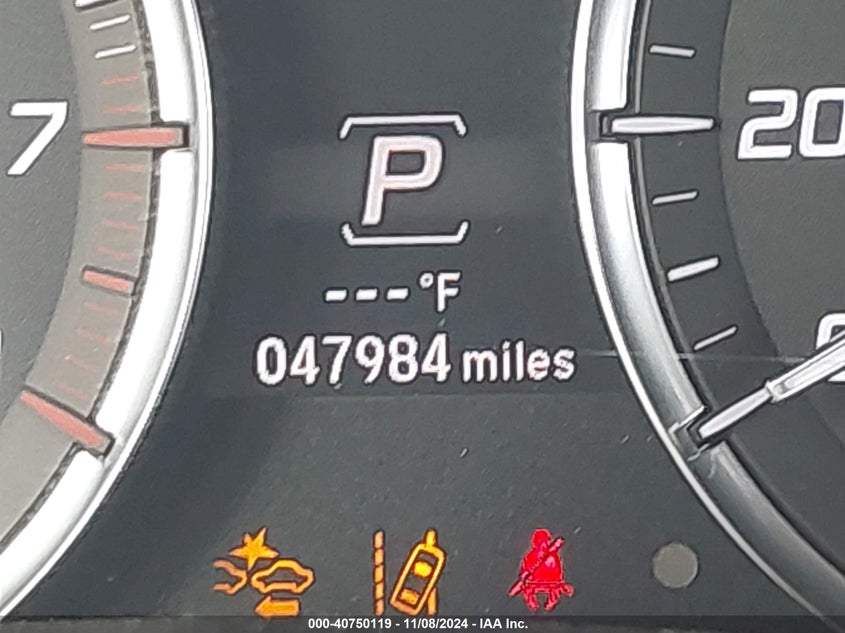 7
P
20
---°F
047984 miles
000-40750119 - 11/08/2024 - IAA Inc.